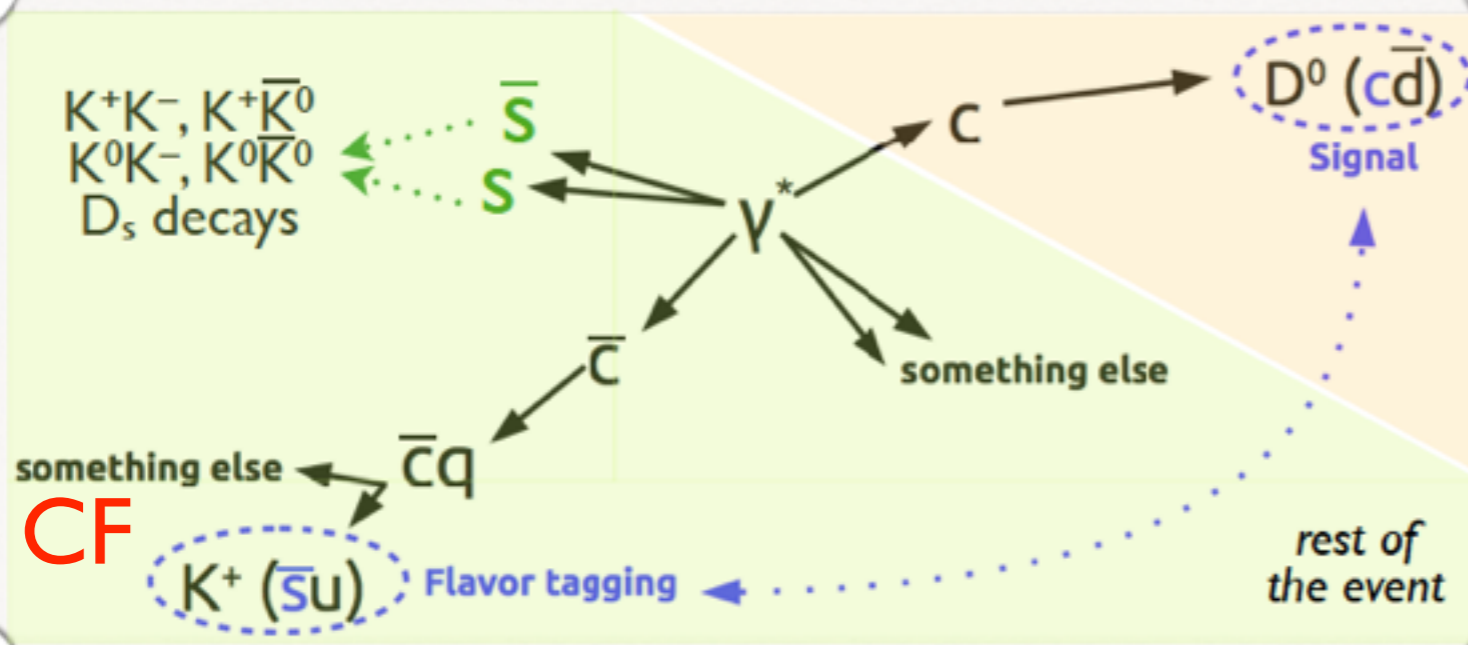 K⁺K⁻, K⁺K̅⁰
K⁰K⁻, K⁰K̅⁰
Dₛ decays
s̅
s
γ*
c
D⁰ (cd̅)
Signal
c̅
something else
c̅q
something else
CF
K⁺ (s̅u)
Flavor tagging
rest of
the event